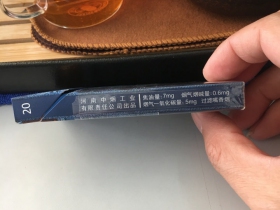 20
河南中烟工业
有限责任公司出品
焦油量:7mg 烟气烟碱量:0.6mg
烟气一氧化碳量:5mg 过滤嘴香烟